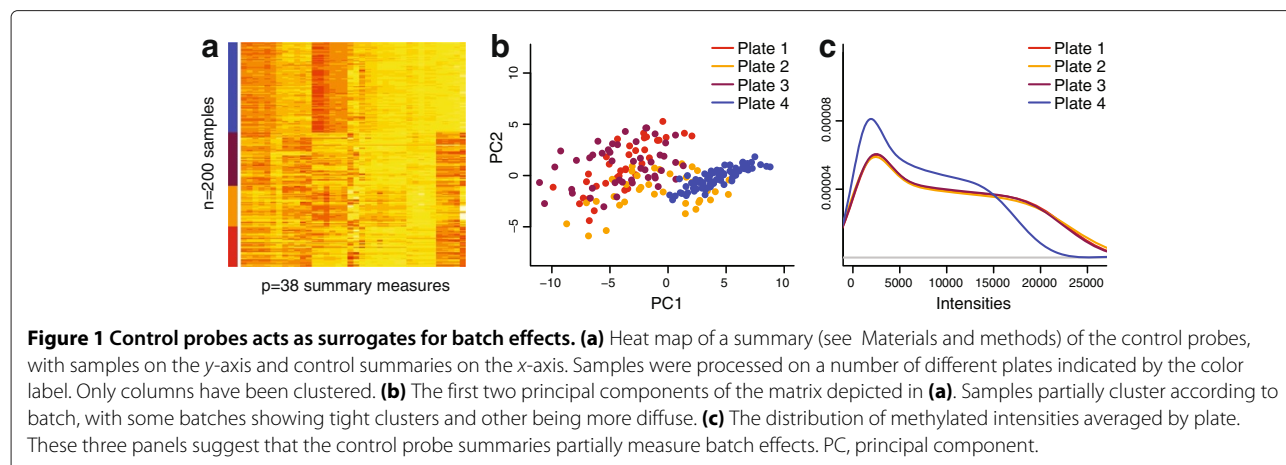 a
n=200 samples
p=38 summary measures
b
Plate 1
Plate 2
Plate 3
Plate 4
PC2
10
5
0
−5
−10 −5 0 5 10
PC1
c
Plate 1
Plate 2
Plate 3
Plate 4
0.00008
0.00004
0 5000 10000 15000 20000 25000
Intensities
Figure 1 Control probes acts as surrogates for batch effects. (a) Heat map of a summary (see Materials and methods) of the control probes,
with samples on the y-axis and control summaries on the x-axis. Samples were processed on a number of different plates indicated by the color
label. Only columns have been clustered. (b) The first two principal components of the matrix depicted in (a). Samples partially cluster according to
batch, with some batches showing tight clusters and other being more diffuse. (c) The distribution of methylated intensities averaged by plate.
These three panels suggest that the control probe summaries partially measure batch effects. PC, principal component.